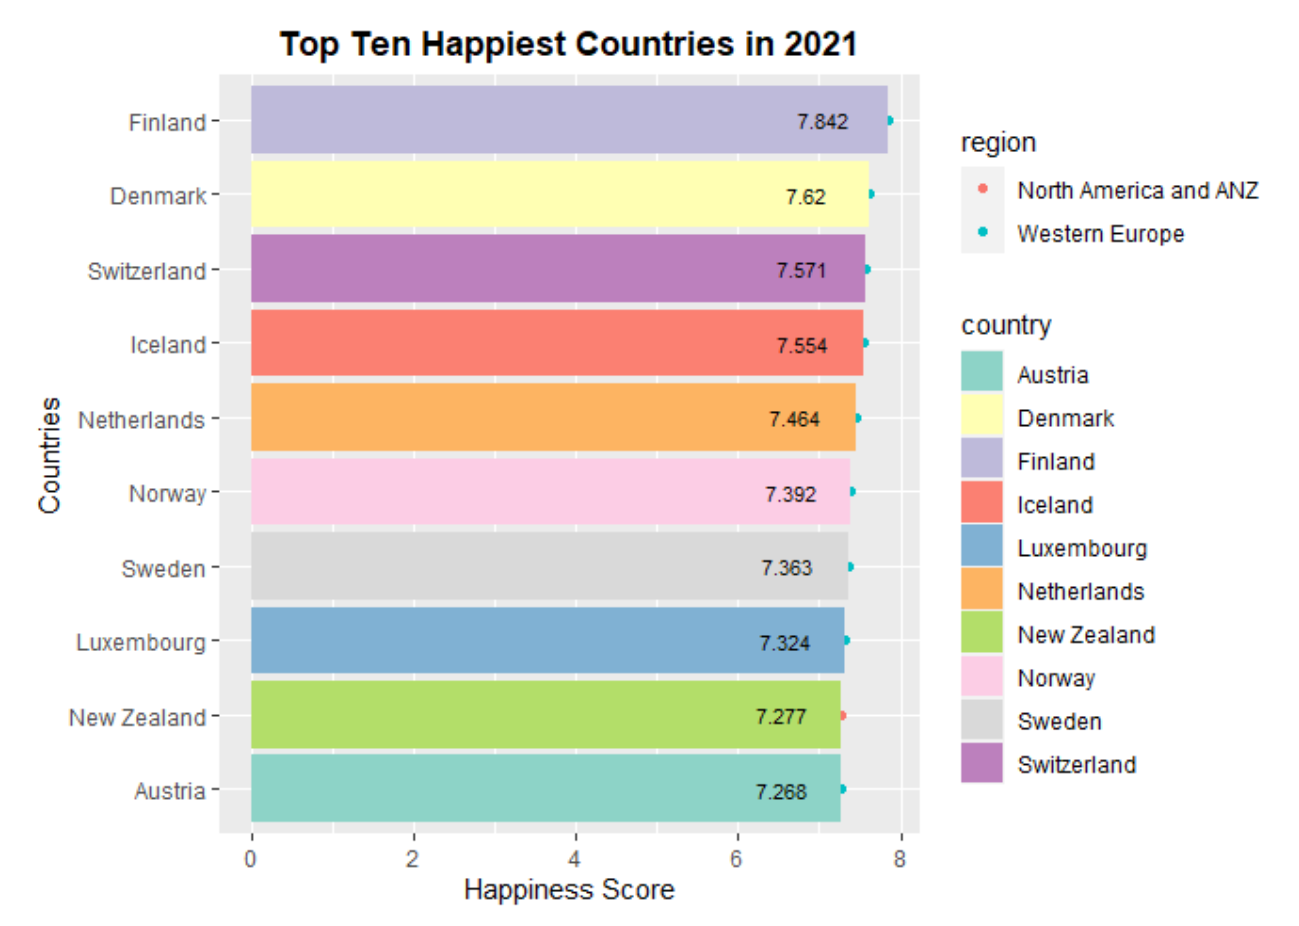 Top Ten Happiest Countries in 2021
Countries
Finland
7.842
Denmark
7.62
Switzerland
7.571
Iceland
7.554
Netherlands
7.464
Norway
7.392
Sweden
7.363
Luxembourg
7.324
New Zealand
7.277
Austria
7.268
0 2 4 6 8
Happiness Score
region
North America and ANZ
Western Europe
country
Austria
Denmark
Finland
Iceland
Luxembourg
Netherlands
New Zealand
Norway
Sweden
Switzerland